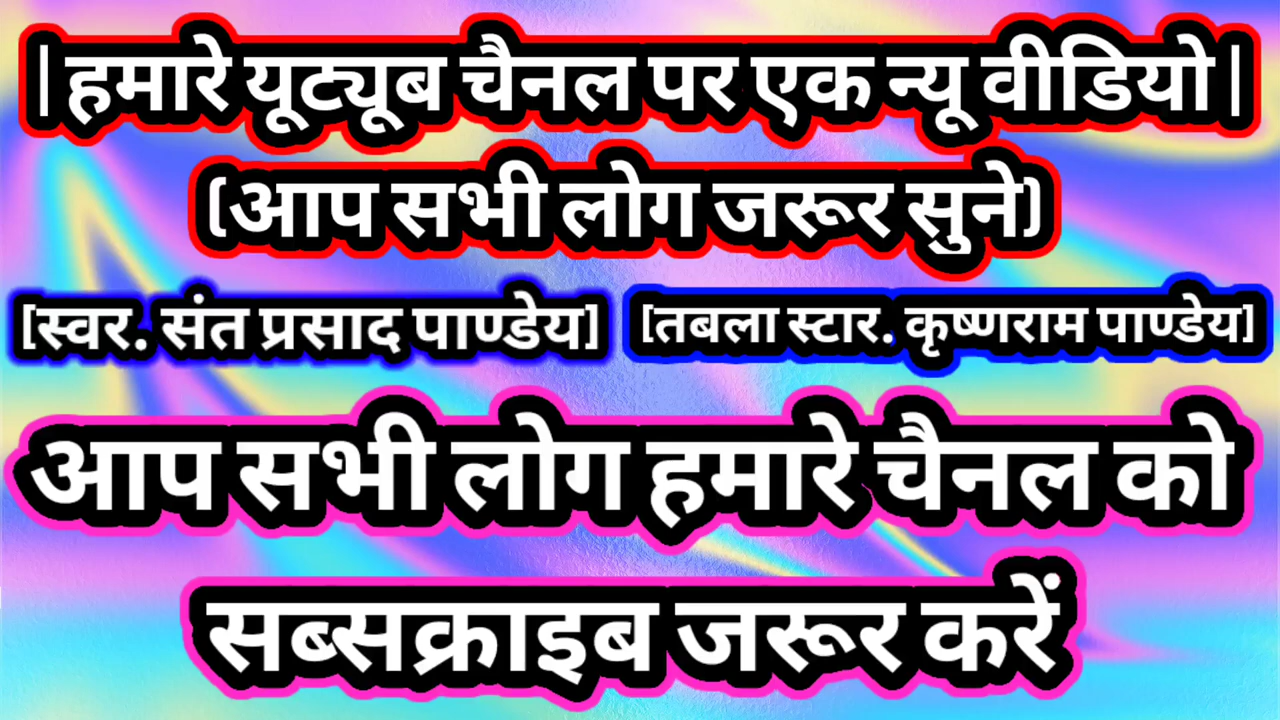 |हमारे यूट्यूब चैनल पर एक न्यू वीडियो|
(आप सभी लोग जरूर सुने)
[स्वर. संत प्रसाद पाण्डेय] [तबला स्टार. कृष्णराम पाण्डेय]
आप सभी लोग हमारे चैनल को
सब्सक्राइब जरूर करें